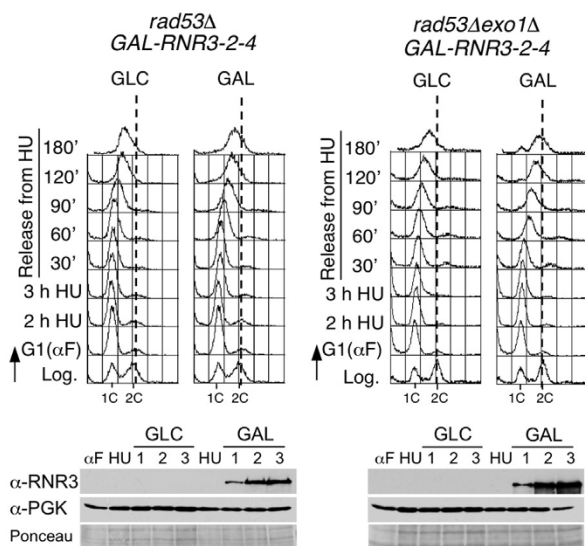 rad53Δ
GAL-RNR3-2-4
GLC GAL
Release from HU
180'
120'
90'
60'
30'
3 h HU
2 h HU
G1(αF)
Log.
1C 2C 1C 2C
rad53Δexo1Δ
GAL-RNR3-2-4
GLC GAL
Release from HU
180'
120'
90'
60'
30'
3 h HU
2 h HU
G1(αF)
Log.
1C 2C 1C 2C
GLC GAL
αF HU 1 2 3 HU 1 2 3
α-RNR3
α-PGK
Ponceau
GLC GAL
αF HU 1 2 3 HU 1 2 3